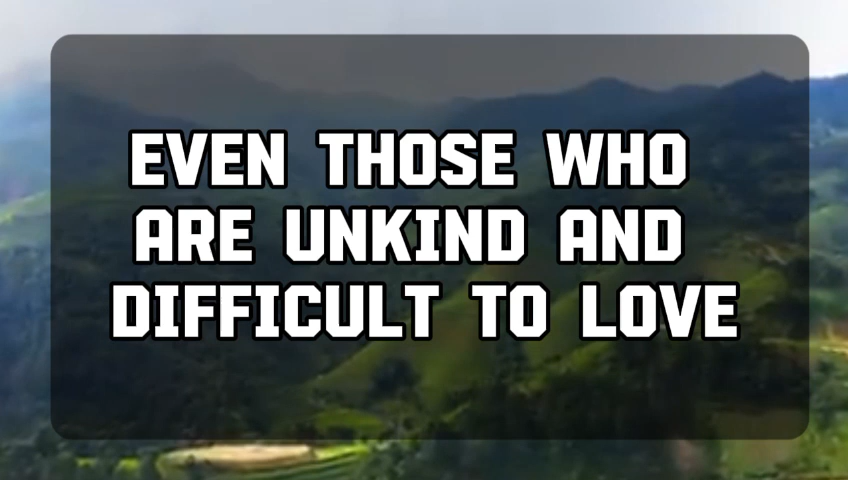 EVEN THOSE WHO
ARE UNKIND AND
DIFFICULT TO LOVE